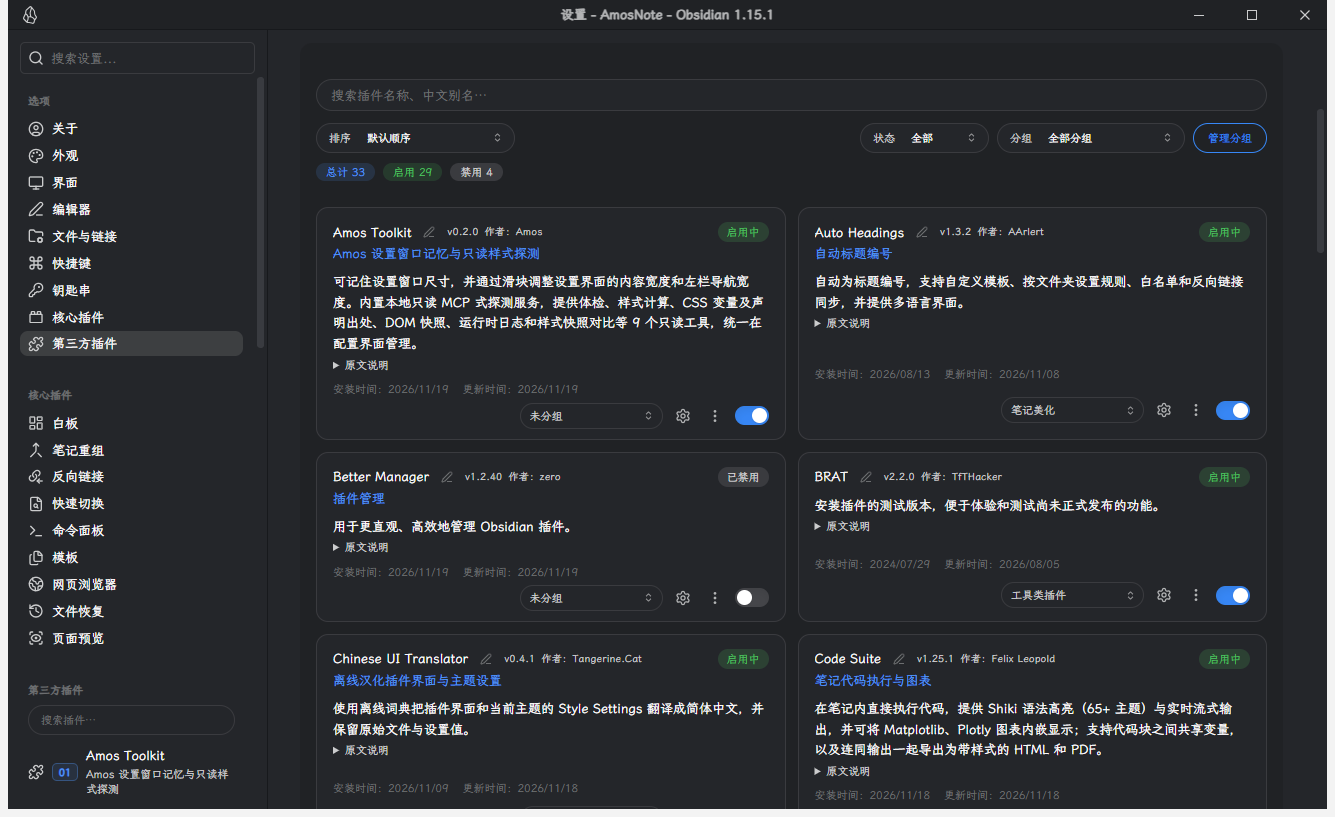 设置 - AmosNote - Obsidian 1.15.1
搜索设置...
选项
关于
外观
界面
编辑器
文件与链接
快捷键
钥匙串
核心插件
第三方插件
核心插件
白板
笔记重组
反向链接
快速切换
命令面板
模板
网页浏览器
文件恢复
页面预览
第三方插件
搜索插件…
01
Amos Toolkit
Amos 设置窗口记忆与只读样
式探测
搜索插件名称、中文别名…
排序 默认顺序
状态 全部
分组 全部分组
管理分组
总计 33 启用 29 禁用 4
Amos Toolkit v0.2.0 作者：Amos 启用中
Amos 设置窗口记忆与只读样式探测
可记住设置窗口尺寸，并通过滑块调整设置界面的内容宽度和左栏导航宽
度。内置本地只读 MCP 式探测服务，提供体检、样式计算、CSS 变量及声
明出处、DOM 快照、运行时日志和样式快照对比等 9 个只读工具，统一在
配置界面管理。
▶ 原文说明
安装时间：2026/11/19 更新时间：2026/11/19
未分组
Auto Headings v1.3.2 作者：AArlert 启用中
自动标题编号
自动为标题编号，支持自定义模板、按文件夹设置规则、白名单和反向链接
同步，并提供多语言界面。
▶ 原文说明
安装时间：2026/08/13 更新时间：2026/11/08
笔记美化
Better Manager v1.2.40 作者：zero 已禁用
插件管理
用于更直观、高效地管理 Obsidian 插件。
▶ 原文说明
安装时间：2026/11/19 更新时间：2026/11/19
未分组
BRAT v2.2.0 作者：TfTHacker 启用中
安装插件的测试版本，便于体验和测试尚未正式发布的功能。
▶ 原文说明
安装时间：2024/07/29 更新时间：2026/08/05
工具类插件
Chinese UI Translator v0.4.1 作者：Tangerine.Cat 启用中
离线汉化插件界面与主题设置
使用离线词典把插件界面和当前主题的 Style Settings 翻译成简体中文，并
保留原始文件与设置值。
▶ 原文说明
安装时间：2026/11/09 更新时间：2026/11/18
Code Suite v1.25.1 作者：Felix Leopold 启用中
笔记代码执行与图表
在笔记内直接执行代码，提供 Shiki 语法高亮（65+ 主题）与实时流式输
出，并可将 Matplotlib、Plotly 图表内嵌显示；支持代码块之间共享变量，
以及连同输出一起导出为带样式的 HTML 和 PDF。
▶ 原文说明
安装时间：2026/11/18 更新时间：2026/11/18